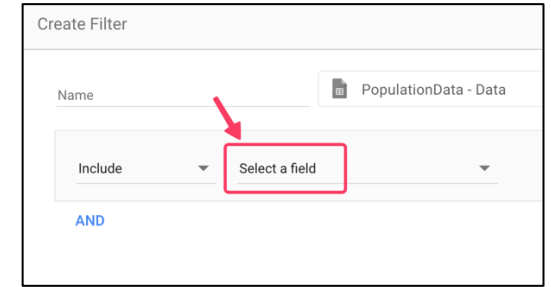 Create Filter
Name
PopulationData - Data
Include
Select a field
AND